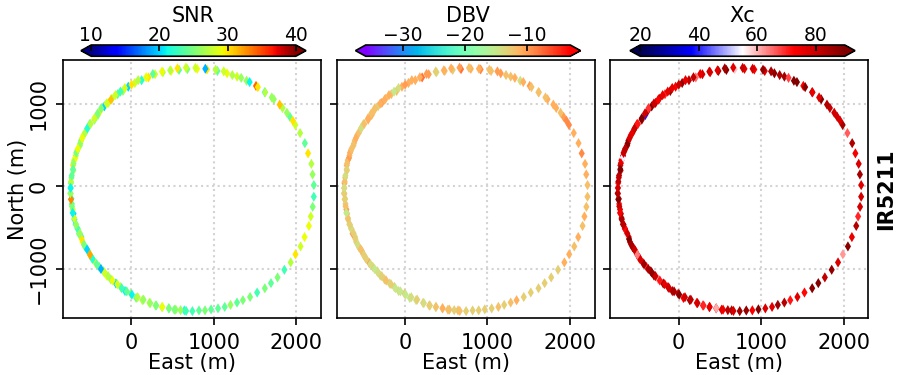 SNR DBV Xc
10 20 30 40 −30 −20 −10 20 40 60 80
North (m)
1000
0
−1000
IR5211
0 1000 2000 0 1000 2000 0 1000 2000
East (m) East (m) East (m)